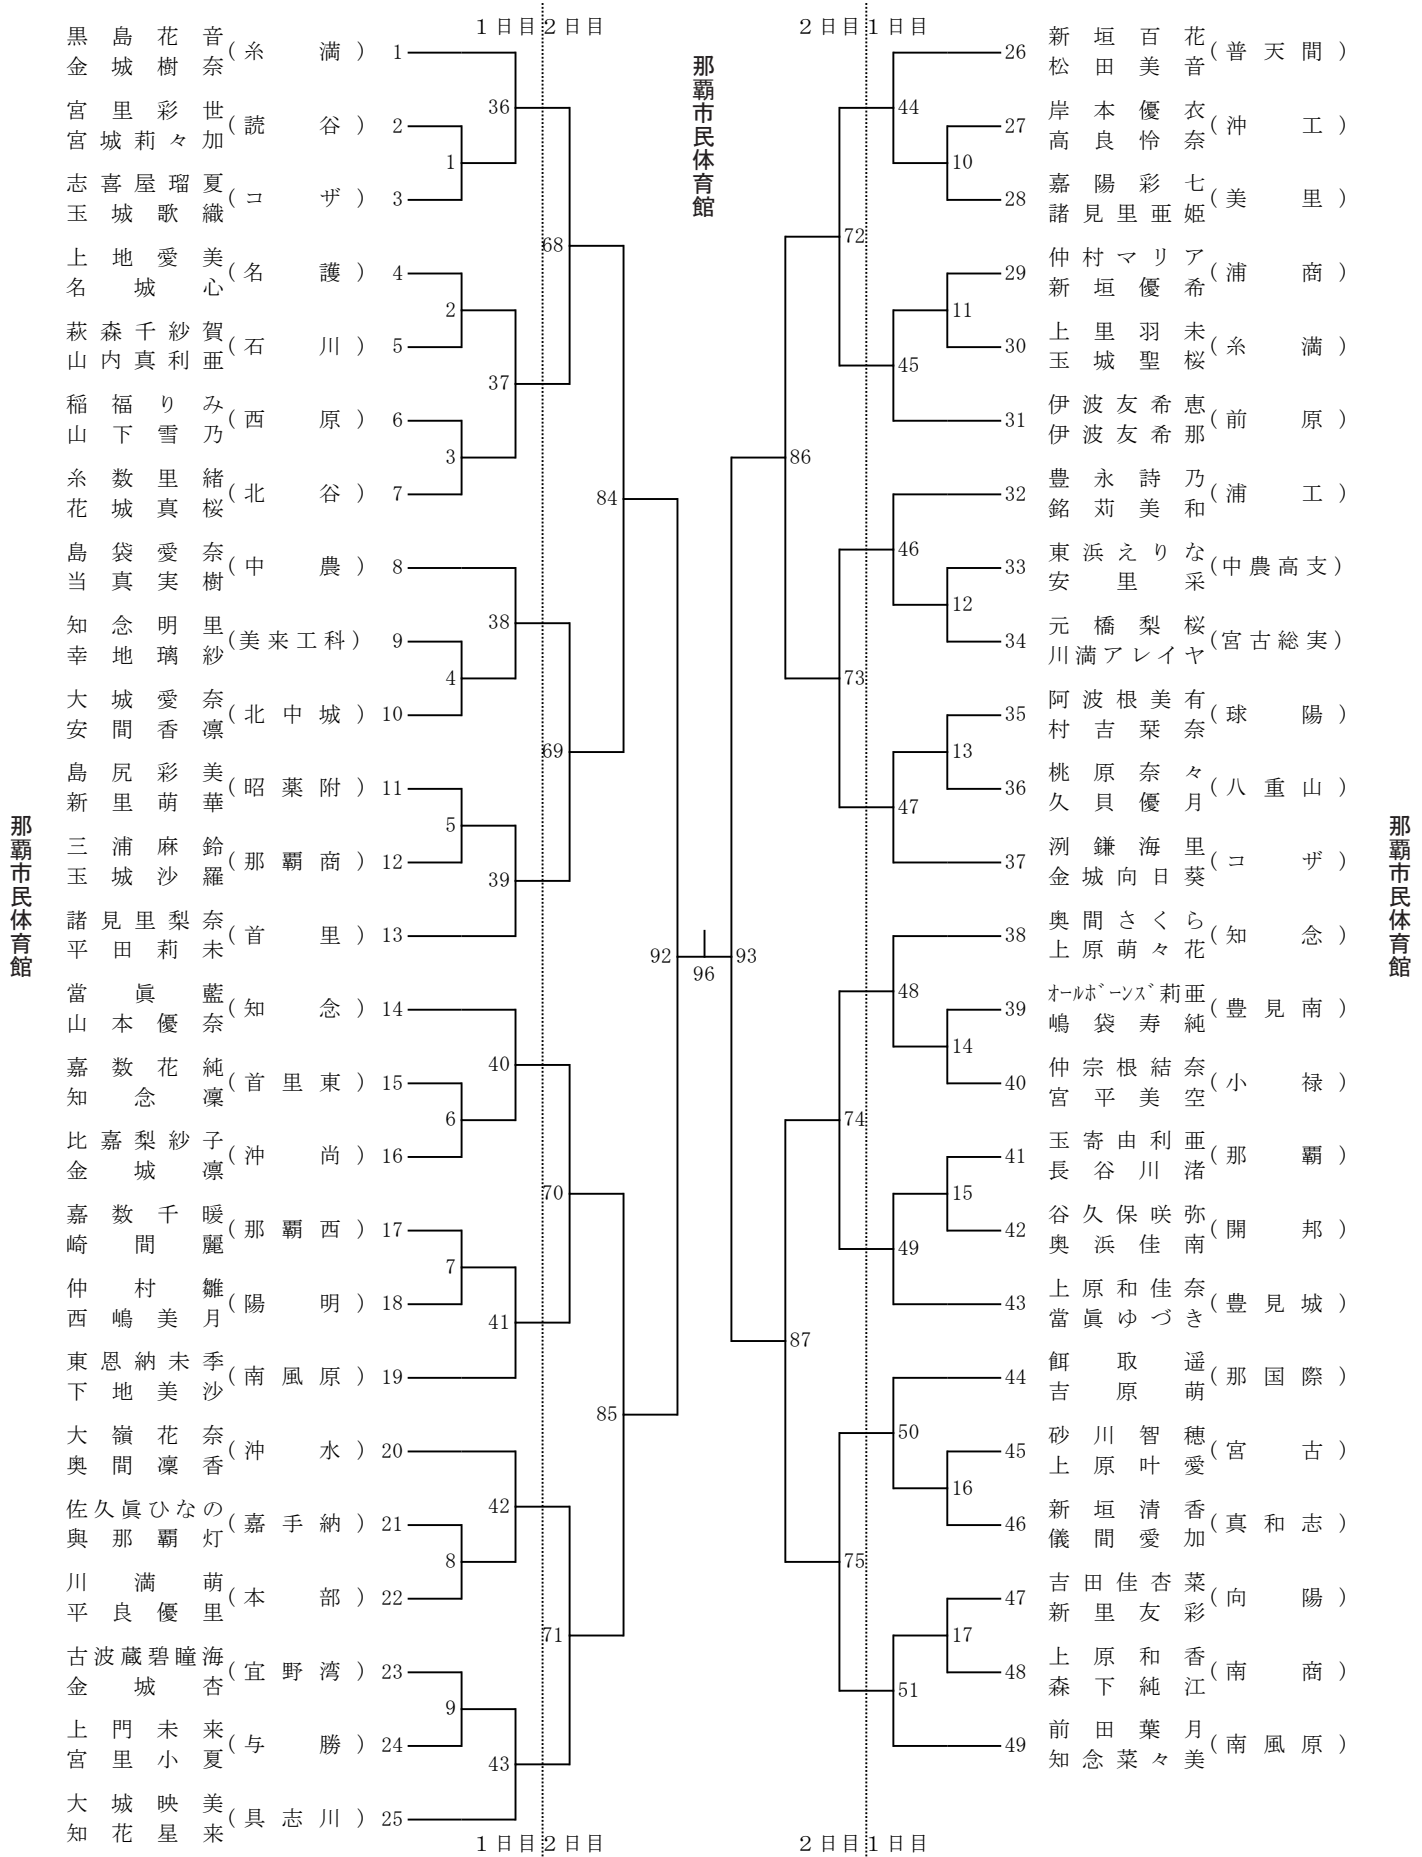 1日目 2日目
2日目 1日目
那覇市民体育館
那覇市民体育館
那覇市民体育館
黒島花音
金城樹奈
(糸満) 1
宮里彩世
宮城莉々加
(読谷) 2
志喜屋瑠夏
玉城歌織
(コザ) 3
上地愛美
名城心
(名護) 4
萩森千紗賀
山内真利亜
(石川) 5
稲福りみ
山下雪乃
(西原) 6
糸数里緒
花城真桜
(北谷) 7
島袋愛奈
当真実樹
(中農) 8
知念明里
幸地璃紗
(美来工科) 9
大城愛奈
安間香凛
(北中城) 10
島尻彩美
新里萌華
(昭薬附) 11
三浦麻鈴
玉城沙羅
(那覇商) 12
諸見里梨奈
平田莉未
(首里) 13
當眞藍
山本優奈
(知念) 14
嘉数花純
知念凜
(首里東) 15
比嘉梨紗子
金城凛
(沖尚) 16
嘉数千暖
崎間麗
(那覇西) 17
仲村雛
西嶋美月
(陽明) 18
東恩納未季
下地美沙
(南風原) 19
大嶺花奈
奥間凜香
(沖水) 20
佐久眞ひなの
與那覇灯
(嘉手納) 21
川満萌
平良優里
(本部) 22
古波蔵碧瞳海
金城杏
(宜野湾) 23
上門未来
宮里小夏
(与勝) 24
大城映美
知花星来
(具志川) 25
1
2
3
4
5
6
7
8
9
36
37
38
39
40
41
42
43
68
69
70
71
84
85
92
96
93
86
87
72
73
74
75
44
45
46
47
48
49
50
51
10
11
12
13
14
15
16
17
26 新垣百花
松田美音
(普天間)
27 岸本優衣
高良怜奈
(沖工)
28 嘉陽彩七
諸見里亜姫
(美里)
29 仲村マリア
新垣優希
(浦商)
30 上里羽未
玉城聖桜
(糸満)
31 伊波友希恵
伊波友希那
(前原)
32 豊永詩乃
銘苅美和
(浦工)
33 東浜えりな
安里采
(中農高支)
34 元橋梨桜
川満アレイヤ
(宮古総実)
35 阿波根美有
村吉栞奈
(球陽)
36 桃原奈々
久貝優月
(八重山)
37 洌鎌海里
金城向日葵
(コザ)
38 奥間さくら
上原萌々花
(知念)
39 オールボーンズ莉亜
嶋袋寿純
(豊見南)
40 仲宗根結奈
宮平美空
(小禄)
41 玉寄由利亜
長谷川渚
(那覇)
42 谷久保咲弥
奥浜佳南
(開邦)
43 上原和佳奈
當眞ゆづき
(豊見城)
44 餌取遥
吉原萌
(那国際)
45 砂川智穂
上原叶愛
(宮古)
46 新垣清香
儀間愛加
(真和志)
47 吉田佳杏菜
新里友彩
(向陽)
48 上原和香
森下純江
(南商)
49 前田葉月
知念菜々美
(南風原)
1日目 2日目
2日目 1日目